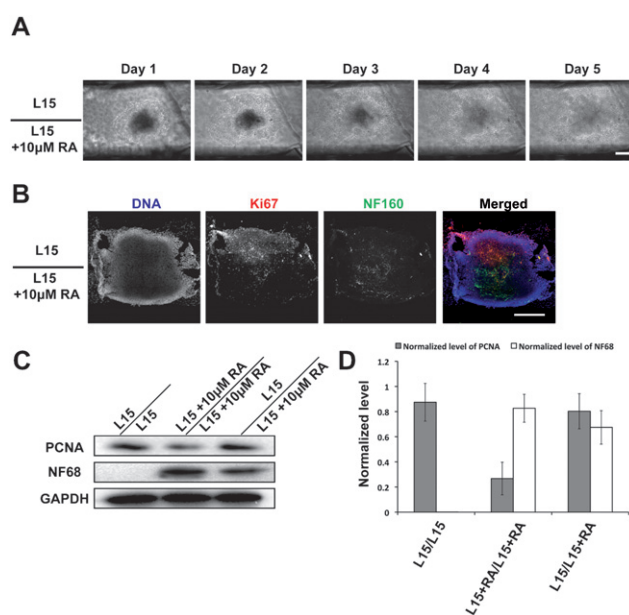 A
Day 1 Day 2 Day 3 Day 4 Day 5
L15
L15
+10µM RA
B
DNA Ki67 NF160 Merged
L15
L15
+10µM RA
C
L15
L15
L15 +10µM RA
L15 +10µM RA
L15
L15 +10µM RA
PCNA
NF68
GAPDH
D
Normalized level of PCNA Normalized level of NF68
Normalized level
1.2
1
0.8
0.6
0.4
0.2
0
L15/L15
L15+RA/L15+RA
L15/L15+RA